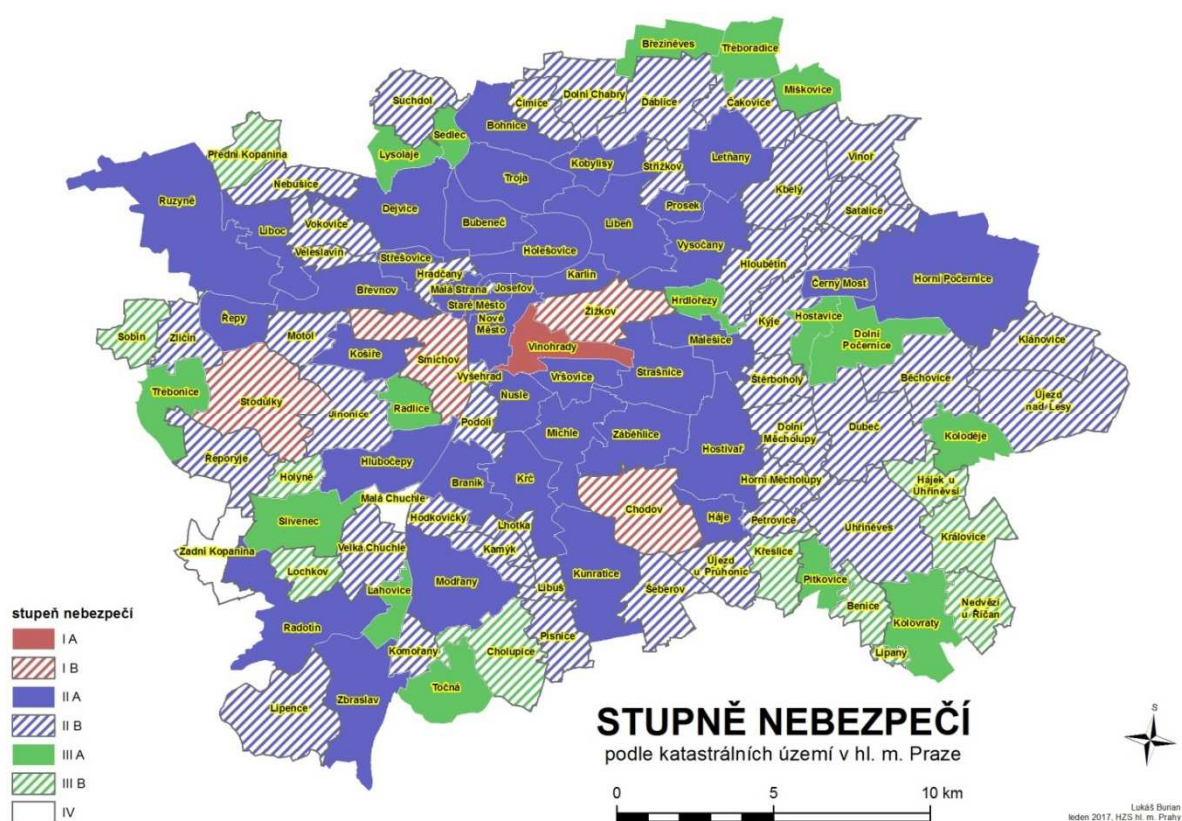 Březiněves
Třeboradice
Miškovice
Suchdol
Čimice
Dolní Chabry
Ďáblice
Čakovice
Sedlec
Bohnice
Lysolaje
Přední Kopanina
Kobylisy
Střížkov
Letňany
Vinoř
Nebušice
Troja
Kbely
Ruzyně
Dejvice
Prosek
Satalice
Vokovice
Bubeneč
Libeň
Liboc
Vysočany
Veleslavín
Střešovice
Holešovice
Hloubětín
Hradčany
Karlín
Horní Počernice
Břevnov
Malá Strana
Josefov
Černý Most
Staré Město
Hrdlořezy
Žižkov
Hostavice
Řepy
Nové
Město
Kyje
Dolní
Počernice
Sobín
Zličín
Motol
Malešice
Klánovice
Košíře
Smíchov
Vinohrady
Strašnice
Vyšehrad
Vršovice
Štěrboholy
Běchovice
Třebonice
Stodůlky
Radlice
Nusle
Újezd
nad Lesy
Jinonice
Podolí
Michle
Záběhlice
Dolní
Měcholupy
Dubeč
Koloděje
Řeporyje
Hlubočepy
Hostivař
Holyně
Braník
Krč
Horní Měcholupy
Hájek u
Uhříněvsi
Malá Chuchle
Chodov
Slivenec
Hodkovičky
Lhotka
Háje
Petrovice
Uhříněves
Královice
Zadní Kopanina
Velká Chuchle
Kamýk
Křeslice
Lochkov
Újezd
u Průhonic
Lahovice
Modřany
Libuš
Kunratice
Šeberov
Pitkovice
Benice
Nedvězí
u Říčan
Radotín
Kolovraty
Písnice
Komořany
Cholupice
Lipany
Točná
Zbraslav
Lipence
stupeň nebezpečí
I A
I B
II A
II B
III A
III B
IV
STUPNĚ NEBEZPEČÍ
podle katastrálních území v hl. m. Praze
S
0 5 10 km
Lukáš Burian
leden 2017, HZS hl. m. Prahy